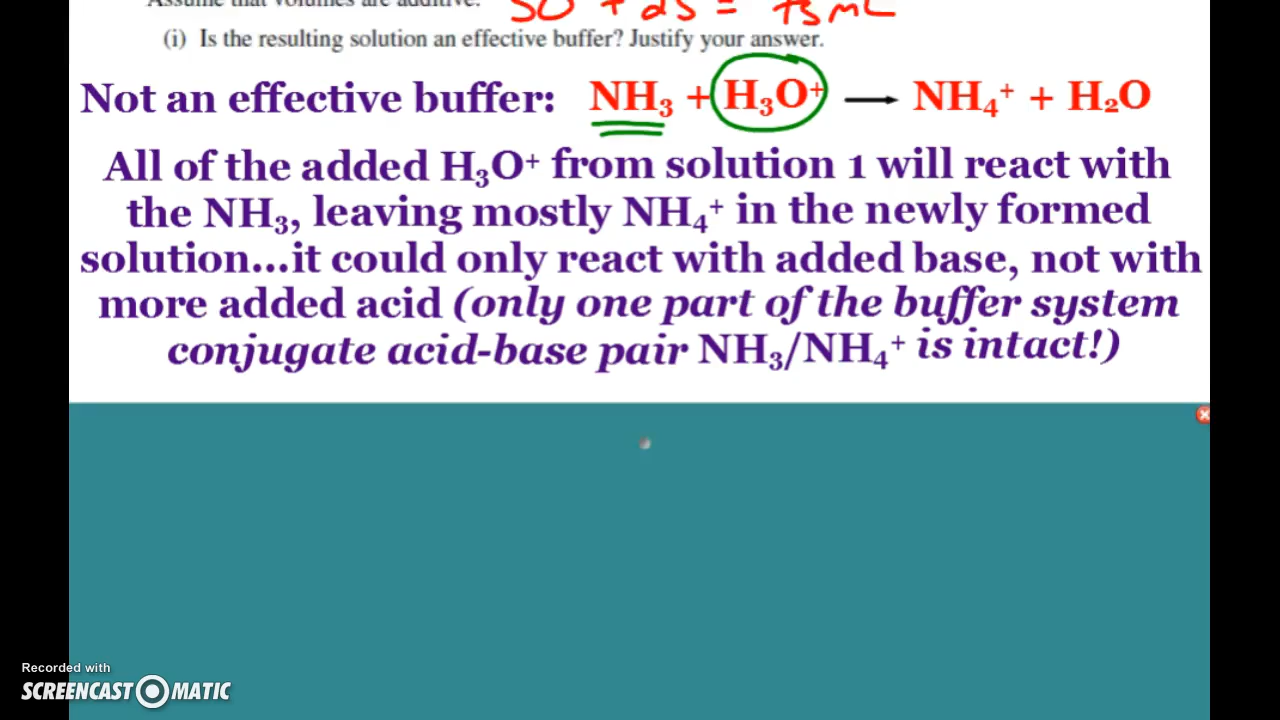 Assume that volumes are additive. 50 + 25 = 75 mL
(i) Is the resulting solution an effective buffer? Justify your answer.
Not an effective buffer: NH₃ + H₃O⁺ → NH₄⁺ + H₂O
All of the added H₃O⁺ from solution 1 will react with
the NH₃, leaving mostly NH₄⁺ in the newly formed
solution...it could only react with added base, not with
more added acid (only one part of the buffer system
conjugate acid-base pair NH₃/NH₄⁺ is intact!)
Recorded with
SCREENCAST O MATIC